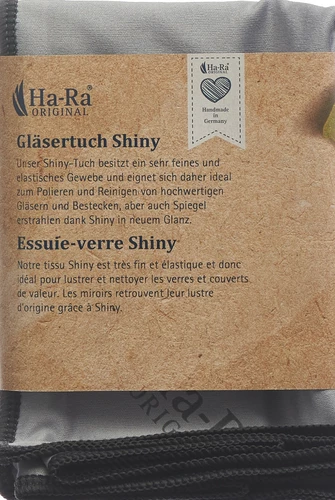 Ha-Ra®
ORIGINAL
Ha-Ra®
ORIGINAL
Handmade
in
Germany
Gläsertuch Shiny
Unser Shiny-Tuch besitzt ein sehr feines und
elastisches Gewebe und eignet sich daher ideal
zum Polieren und Reinigen von hochwertigen
Gläsern und Bestecken, aber auch Spiegel
erstrahlen dank Shiny in neuem Glanz.
Essuie-verre Shiny
Notre tissu Shiny est très fin et élastique et donc
idéal pour lustrer et nettoyer les verres et couverts
de valeur. Les miroirs retrouvent leur lustre
d'origine grâce à Shiny.